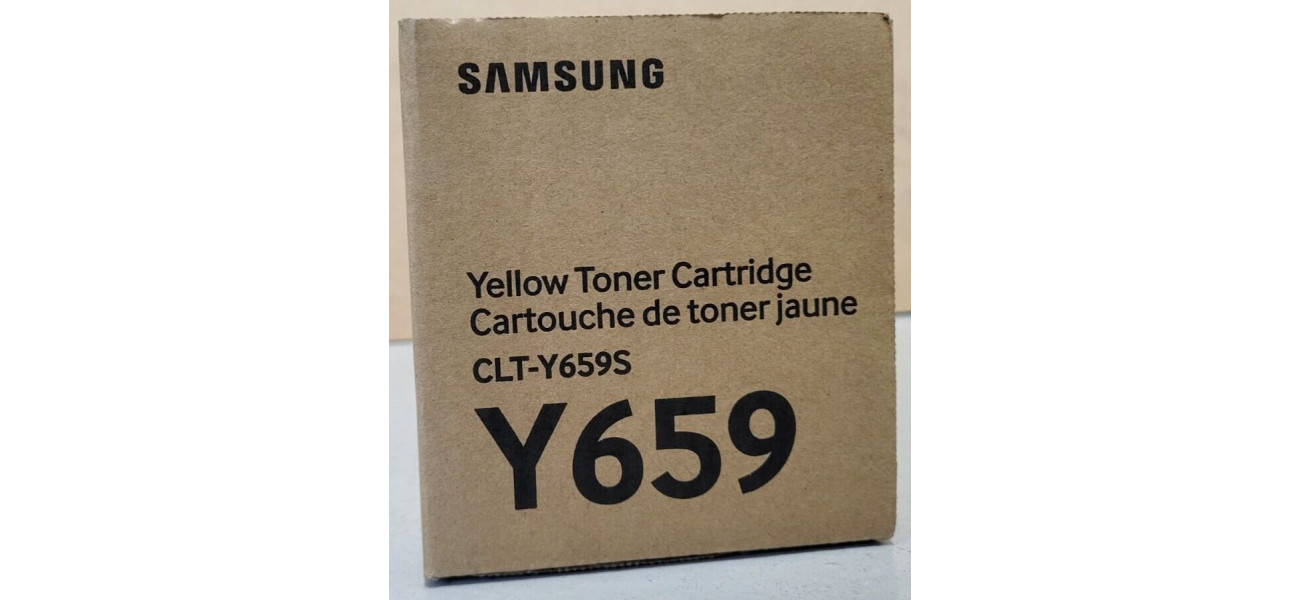 SAMSUNG
Yellow Toner Cartridge
Cartouche de toner jaune
CLT-Y659S
Y659